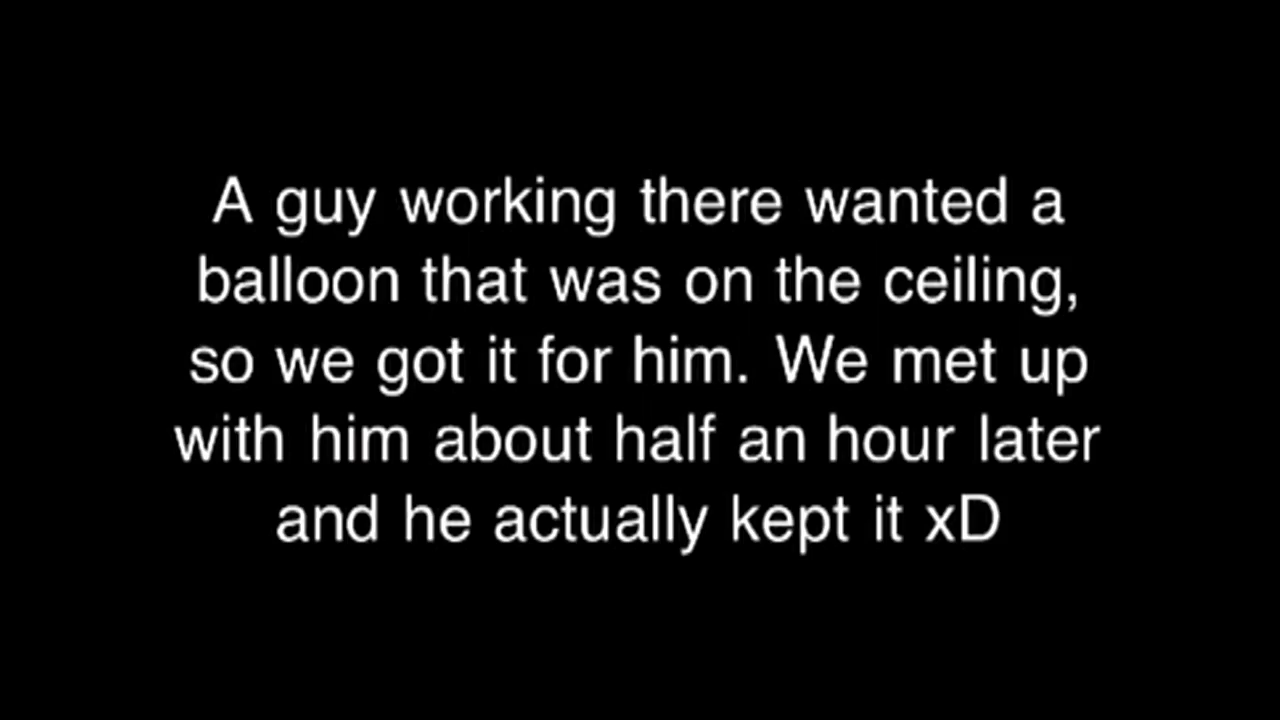 A guy working there wanted a
balloon that was on the ceiling,
so we got it for him. We met up
with him about half an hour later
and he actually kept it xD